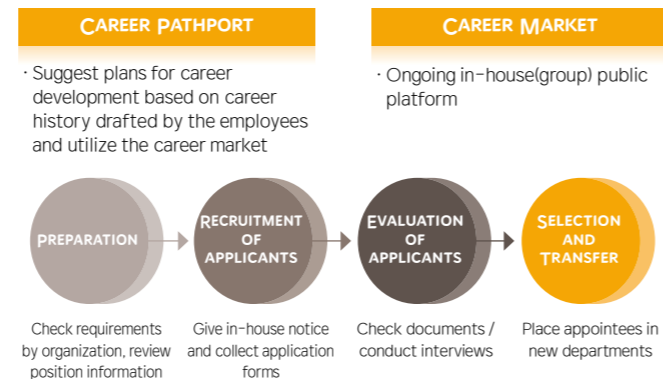 CAREER PATHPORT
· Suggest plans for career
development based on career
history drafted by the employees
and utilize the career market
CAREER MARKET
· Ongoing in-house(group) public
platform
PREPARATION
RECRUITMENT
OF
APPLICANTS
EVALUATION
OF
APPLICANTS
SELECTION
AND
TRANSFER
Check requirements
by organization, review
position information
Give in-house notice
and collect application
forms
Check documents /
conduct interviews
Place appointees in
new departments